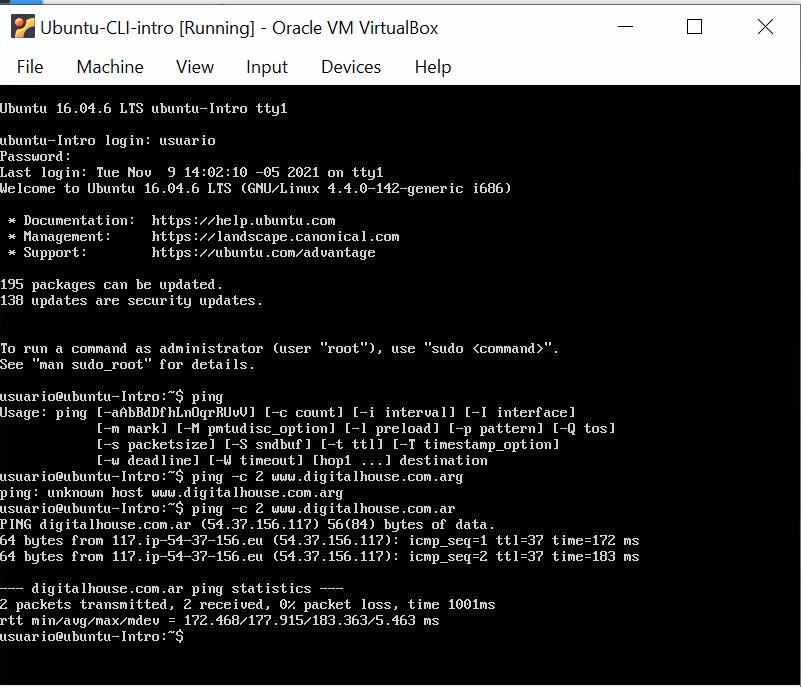 Ubuntu-CLI-intro [Running] - Oracle VM VirtualBox
File Machine View Input Devices Help
Ubuntu 16.04.6 LTS ubuntu-Intro tty1
ubuntu-Intro login: usuario
Password:
Last login: Tue Nov  9 14:02:10 -05 2021 on tty1
Welcome to Ubuntu 16.04.6 LTS (GNU/Linux 4.4.0-142-generic i686)
 * Documentation:  https://help.ubuntu.com
 * Management:     https://landscape.canonical.com
 * Support:        https://ubuntu.com/advantage
195 packages can be updated.
138 updates are security updates.
To run a command as administrator (user "root"), use "sudo <command>".
See "man sudo_root" for details.
usuario@ubuntu-Intro:~$ ping
Usage: ping [-aAbBdDfhLnOqrRUvV] [-c count] [-i interval] [-I interface]
            [-m mark] [-M pmtudisc_option] [-l preload] [-p pattern] [-Q tos]
            [-s packetsize] [-S sndbuf] [-t ttl] [-T timestamp_option]
            [-w deadline] [-W timeout] [hop1 ...] destination
usuario@ubuntu-Intro:~$ ping -c 2 www.digitalhouse.com.arg
ping: unknown host www.digitalhouse.com.arg
usuario@ubuntu-Intro:~$ ping -c 2 www.digitalhouse.com.ar
PING digitalhouse.com.ar (54.37.156.117) 56(84) bytes of data.
64 bytes from 117.ip-54-37-156.eu (54.37.156.117): icmp_seq=1 ttl=37 time=172 ms
64 bytes from 117.ip-54-37-156.eu (54.37.156.117): icmp_seq=2 ttl=37 time=183 ms
--- digitalhouse.com.ar ping statistics ---
2 packets transmitted, 2 received, 0% packet loss, time 1001ms
rtt min/avg/max/mdev = 172.468/177.915/183.363/5.463 ms
usuario@ubuntu-Intro:~$